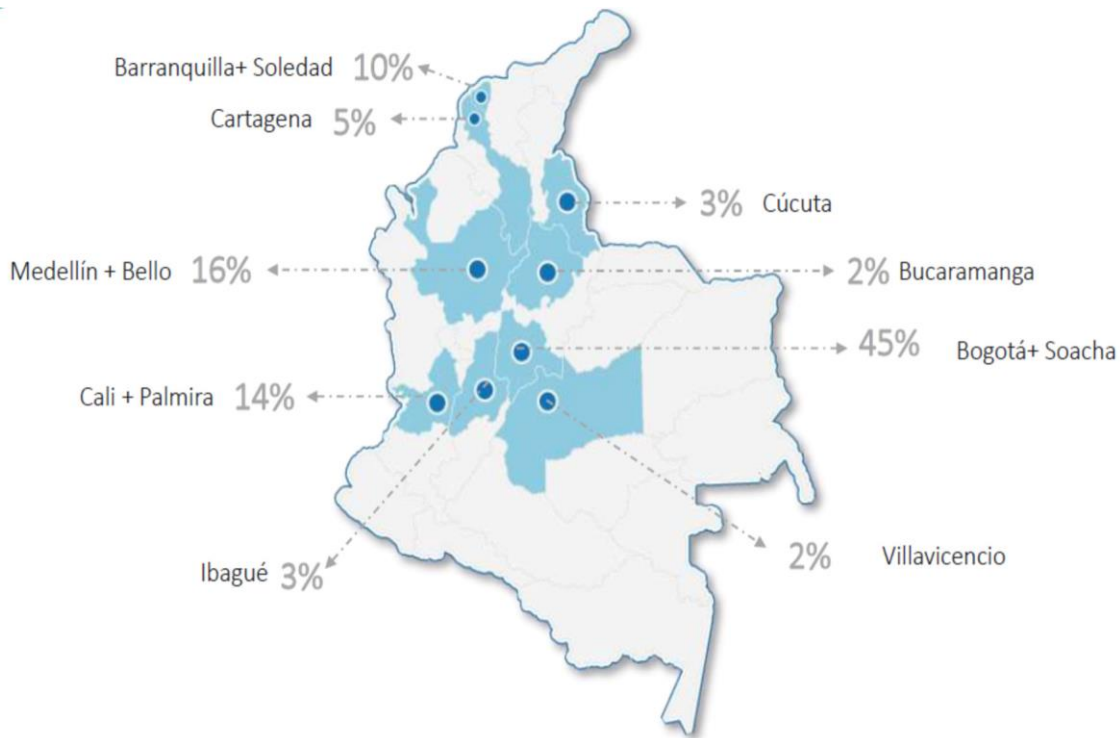 Barranquilla+ Soledad 10%
Cartagena 5%
3% Cúcuta
Medellín + Bello 16%
2% Bucaramanga
45% Bogotá+ Soacha
Cali + Palmira 14%
2% Villavicencio
Ibagué 3%